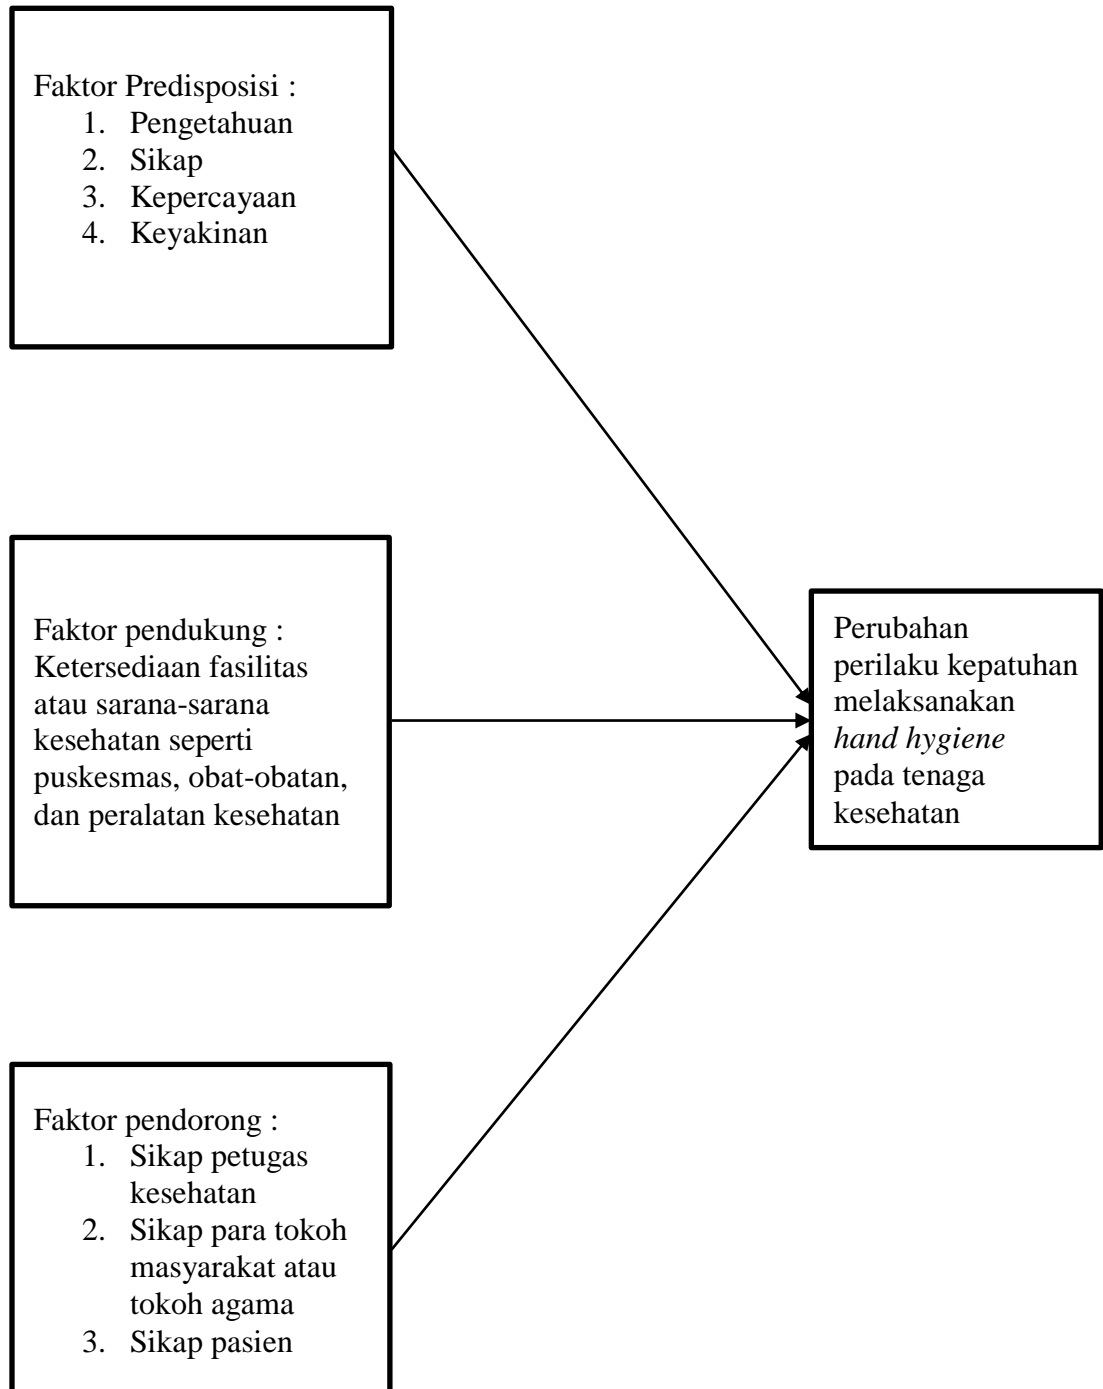 Faktor Predisposisi :
1. Pengetahuan
2. Sikap
3. Kepercayaan
4. Keyakinan
Faktor pendukung :
Ketersediaan fasilitas
atau sarana-sarana
kesehatan seperti
puskesmas, obat-obatan,
dan peralatan kesehatan
Perubahan
perilaku kepatuhan
melaksanakan
hand hygiene
pada tenaga
kesehatan
Faktor pendorong :
1. Sikap petugas
kesehatan
2. Sikap para tokoh
masyarakat atau
tokoh agama
3. Sikap pasien